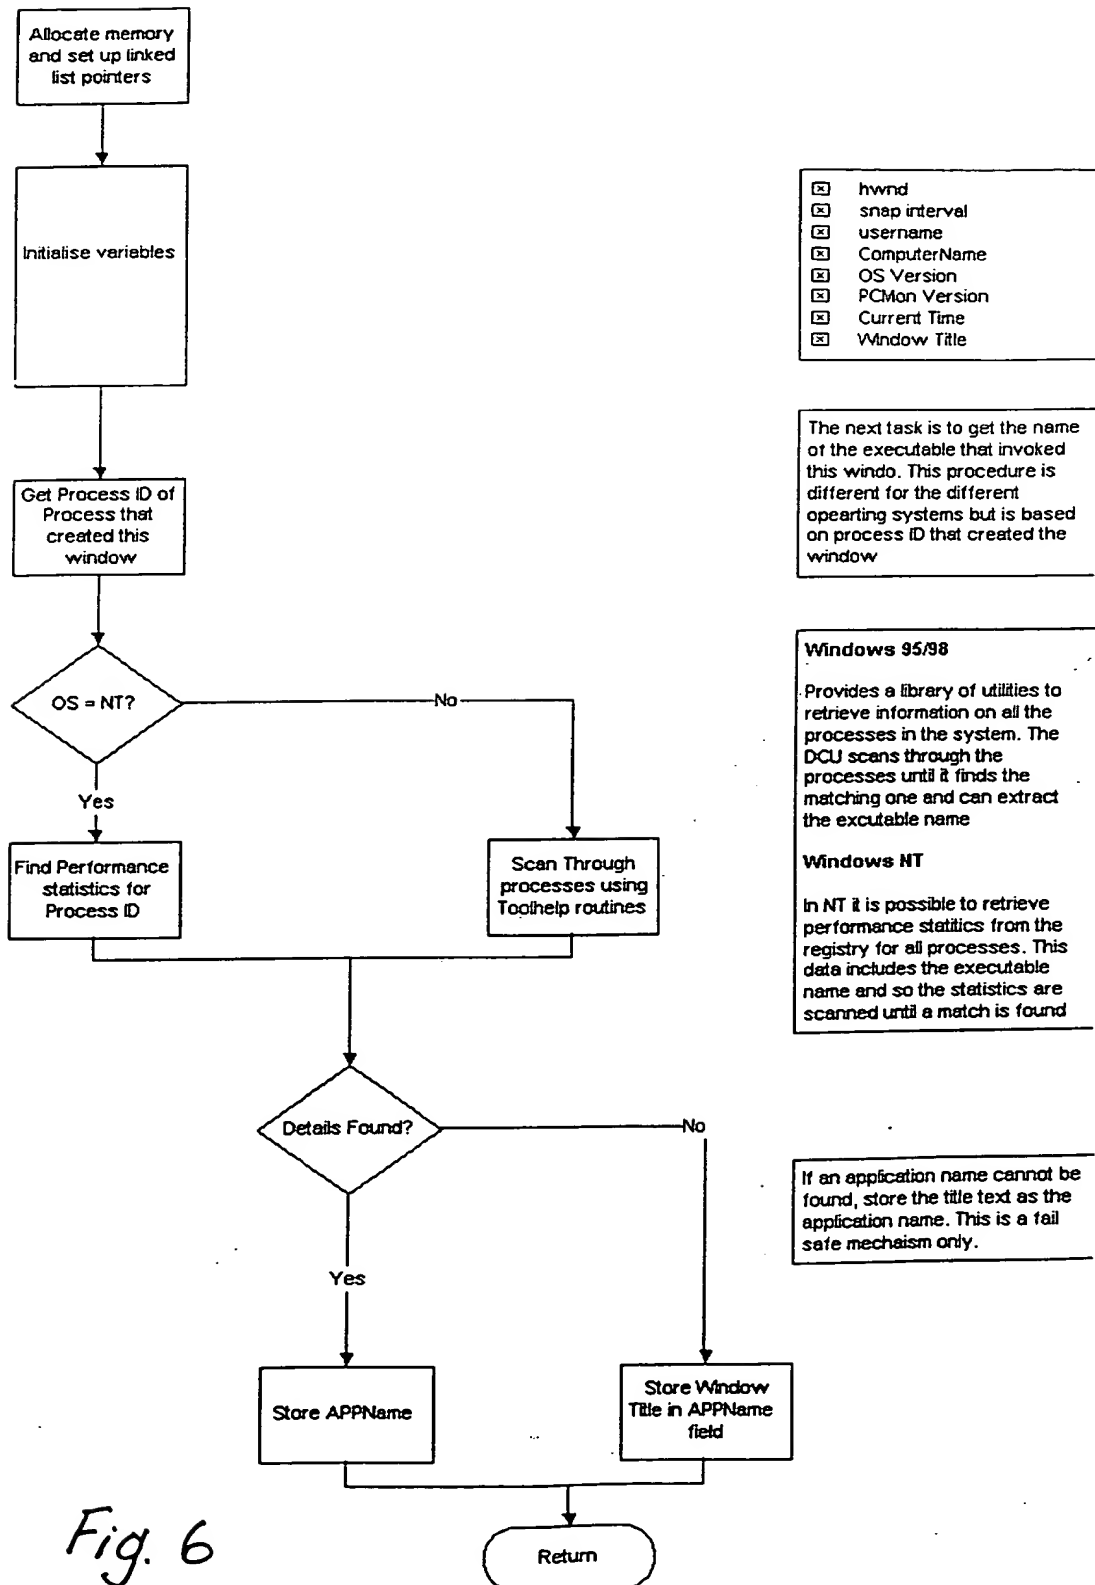 Allocate memory
and set up linked
list pointers
Initialise variables
Get Process ID of
Process that
created this
window
OS = NT?
No
Yes
Find Performance
statistics for
Process ID
Scan Through
processes using
Toolhelp routines
Details Found?
No
Yes
Store APPName
Store Window
Title in APPName
field
Return
hwnd
snap interval
username
ComputerName
OS Version
PCMon Version
Current Time
Window Title
The next task is to get the name
of the executable that invoked
this windo. This procedure is
different for the different
opearting systems but is based
on process ID that created the
window
Windows 95/98
Provides a library of utilities to
retrieve information on all the
processes in the system. The
DCU scans through the
processes until it finds the
matching one and can extract
the excutable name
Windows NT
In NT it is possible to retrieve
performance statitics from the
registry for all processes. This
data includes the executable
name and so the statistics are
scanned until a match is found
If an application name cannot be
found, store the title text as the
application name. This is a fail
safe mechaism only.
Fig. 6